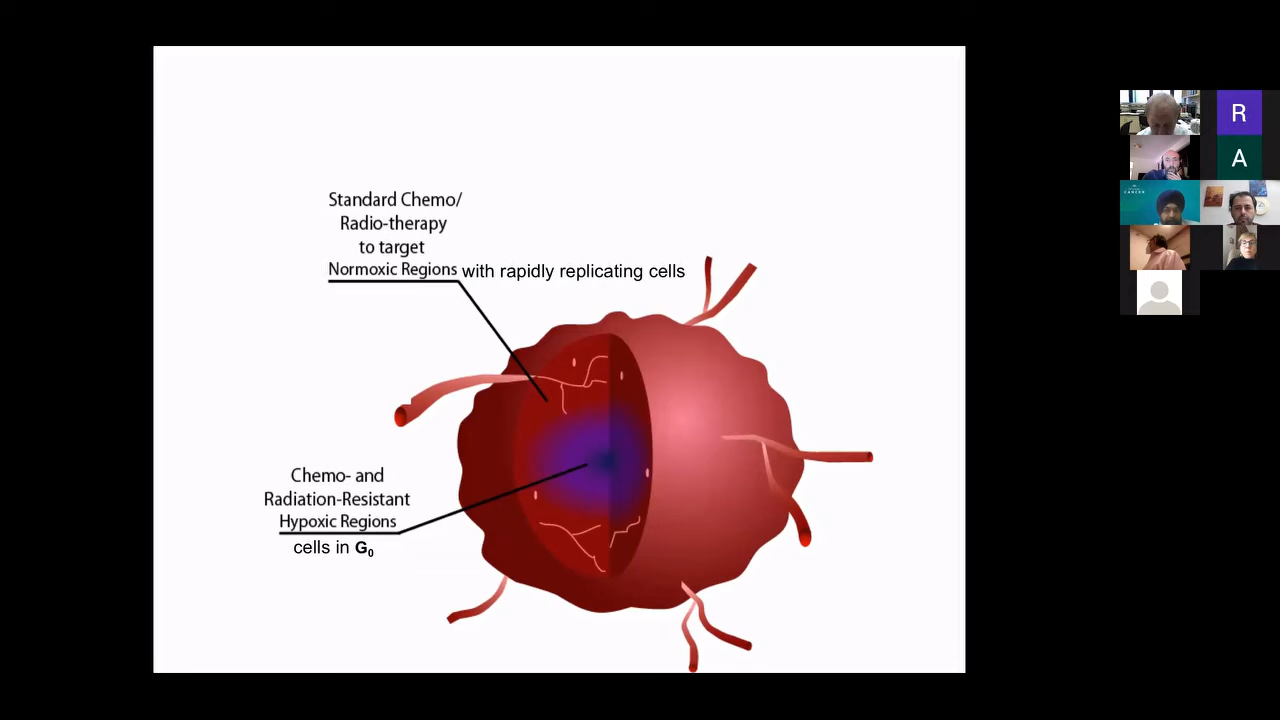 Standard Chemo/
Radio-therapy
to target
Normoxic Regions with rapidly replicating cells
Chemo- and
Radiation-Resistant
Hypoxic Regions
cells in G₀
R
A
CANCER